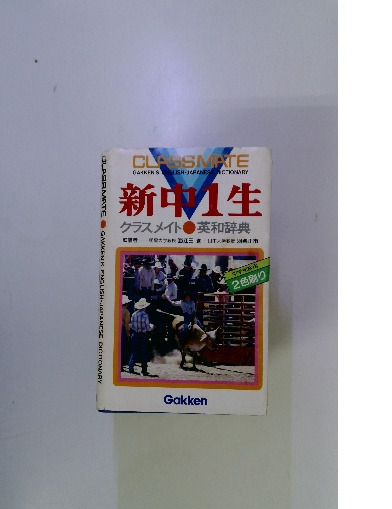 CLASSMATE
GAKKEN'S ENGLISH-JAPANESE DICTIONARY
新中1生
クラスメイト●英和辞典
2色刷り
Gakken
CLASSMATE ● GAKKEN'S ENGLISH-JAPANESE DICTIONARY